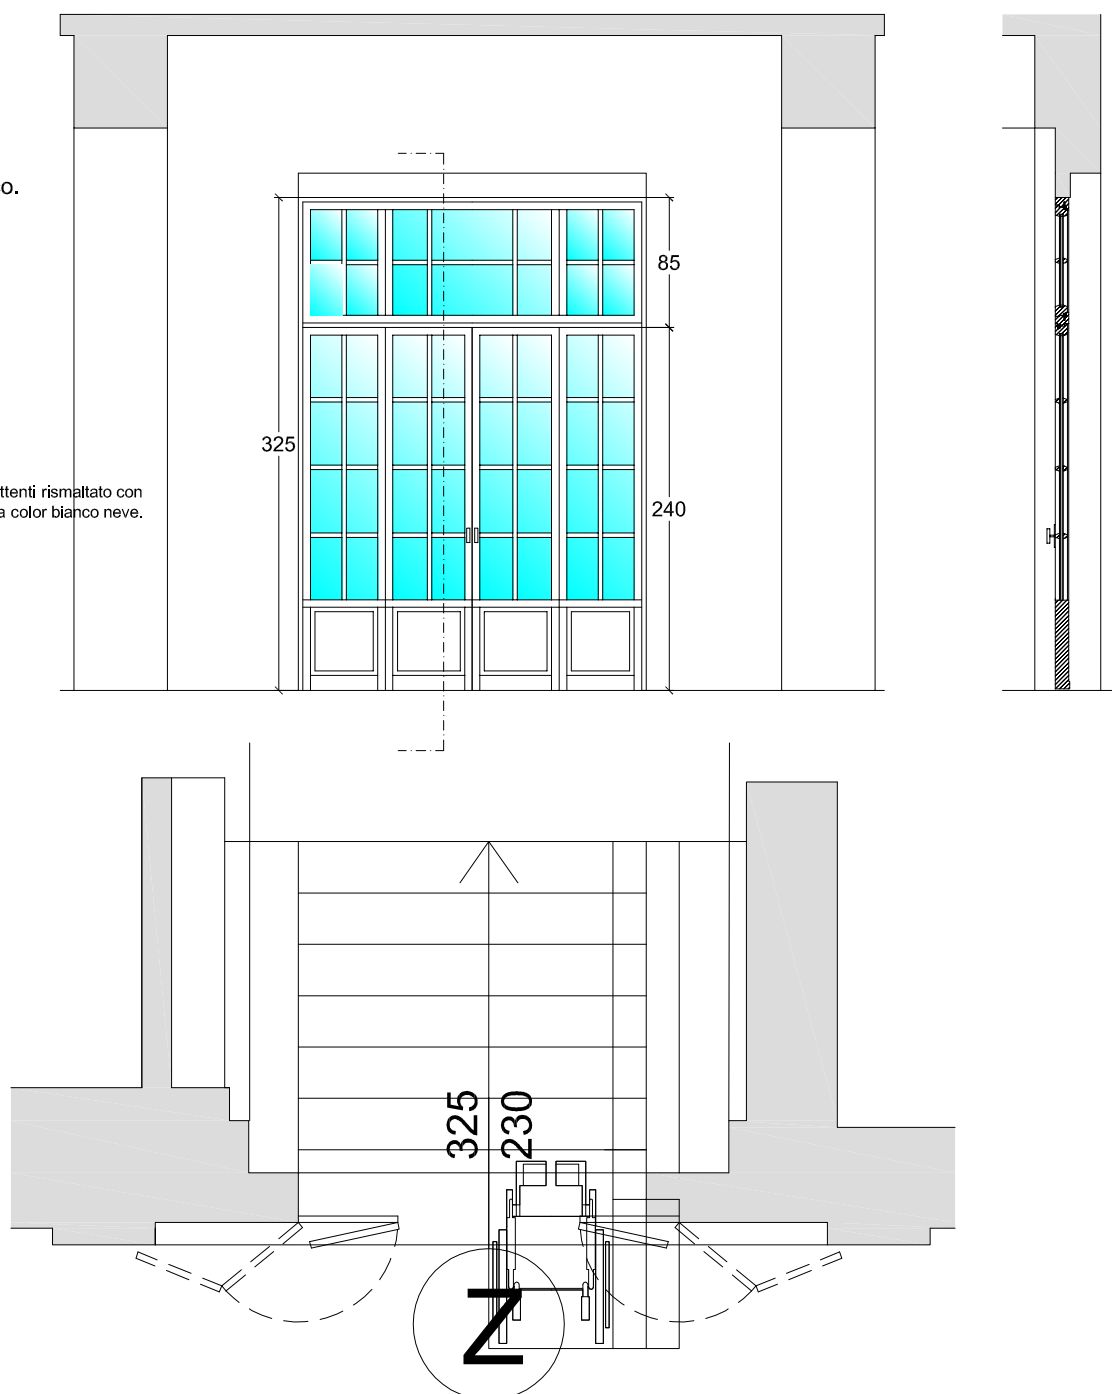 o.
85
325
ttenti rismaltato con
a color bianco neve.
240
325
230
Z